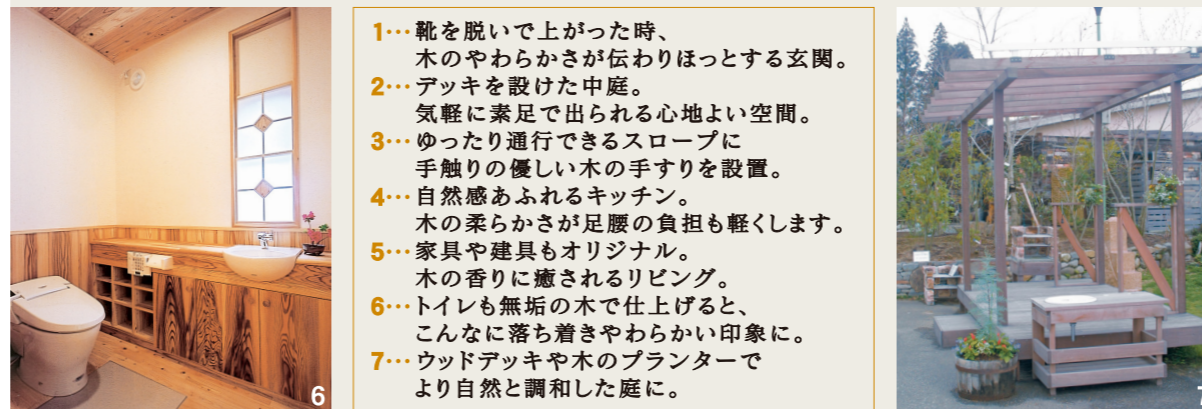 1…靴を脱いで上がった時、
木のやわらかさが伝わりほっとする玄関。
2…デッキを設けた中庭。
気軽に素足で出られる心地よい空間。
3…ゆったり通行できるスロープに
手触りの優しい木の手すりを設置。
4…自然感あふれるキッチン。
木の柔らかさが足腰の負担も軽くします。
5…家具や建具もオリジナル。
木の香りに癒されるリビング。
6…トイレも無垢の木で仕上げると、
こんなに落ち着きやわらかい印象に。
7…ウッドデッキや木のプランターで
より自然と調和した庭に。
6
7